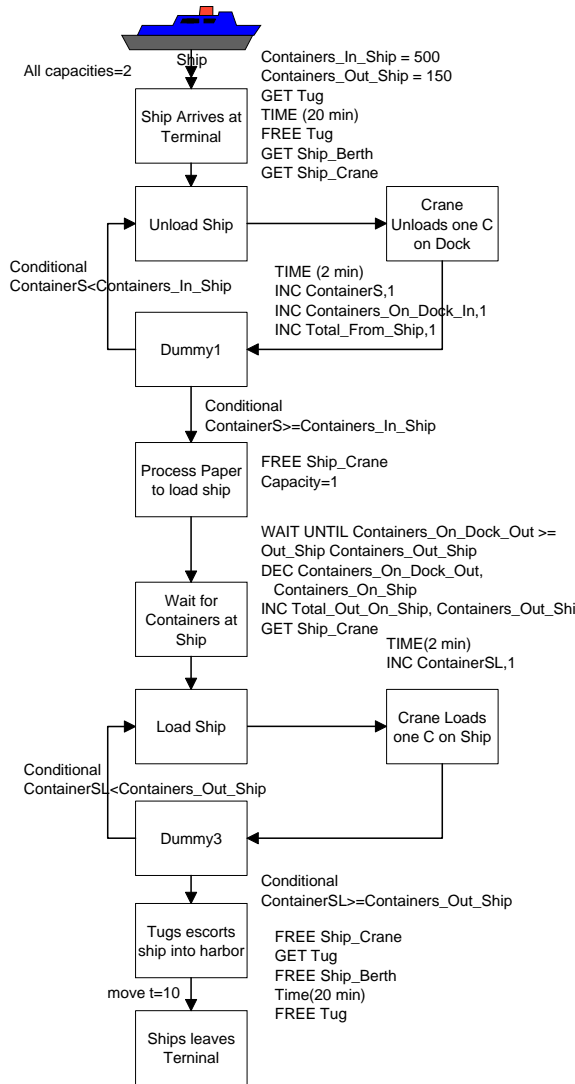 Ship
All capacities=2
Containers_In_Ship = 500
Containers_Out_Ship = 150
GET Tug
TIME (20 min)
FREE Tug
GET Ship_Berth
GET Ship_Crane
Ship Arrives at
Terminal
Unload Ship
Crane
Unloads one C
on Dock
Conditional
ContainerS<Containers_In_Ship
TIME (2 min)
INC ContainerS,1
INC Containers_On_Dock_In,1
INC Total_From_Ship,1
Dummy1
Conditional
ContainerS>=Containers_In_Ship
Process Paper
to load ship
FREE Ship_Crane
Capacity=1
WAIT UNTIL Containers_On_Dock_Out >=
Out_Ship Containers_Out_Ship
DEC Containers_On_Dock_Out,
Containers_On_Ship
INC Total_Out_On_Ship, Containers_Out_Shi
GET Ship_Crane
Wait for
Containers at
Ship
TIME(2 min)
INC ContainerSL,1
Load Ship
Crane Loads
one C on Ship
Conditional
ContainerSL<Containers_Out_Ship
Dummy3
Conditional
ContainerSL>=Containers_Out_Ship
Tugs escorts
ship into harbor
FREE Ship_Crane
GET Tug
FREE Ship_Berth
Time(20 min)
FREE Tug
move t=10
Ships leaves
Terninal